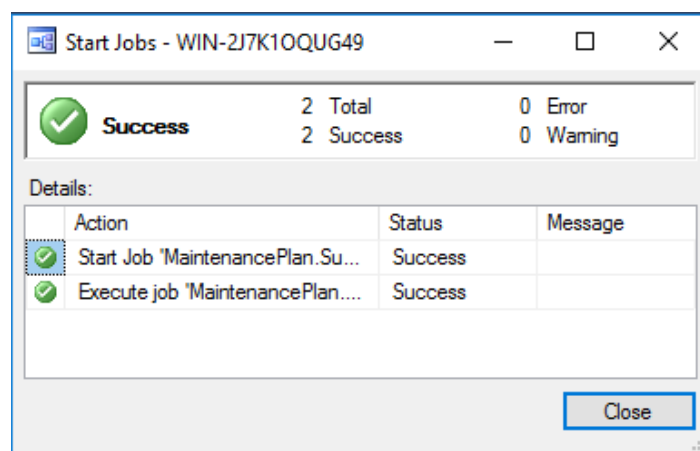 Start Jobs - WIN-2J7K1OQUG49
Success
2 Total 0 Error
2 Success 0 Warning
Details:
Action Status Message
Start Job 'MaintenancePlan.Su... Success
Execute job 'MaintenancePlan.... Success
Close